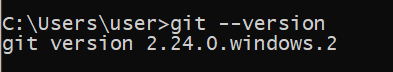 C:\Users\user>git --version
git version 2.24.0.windows.2